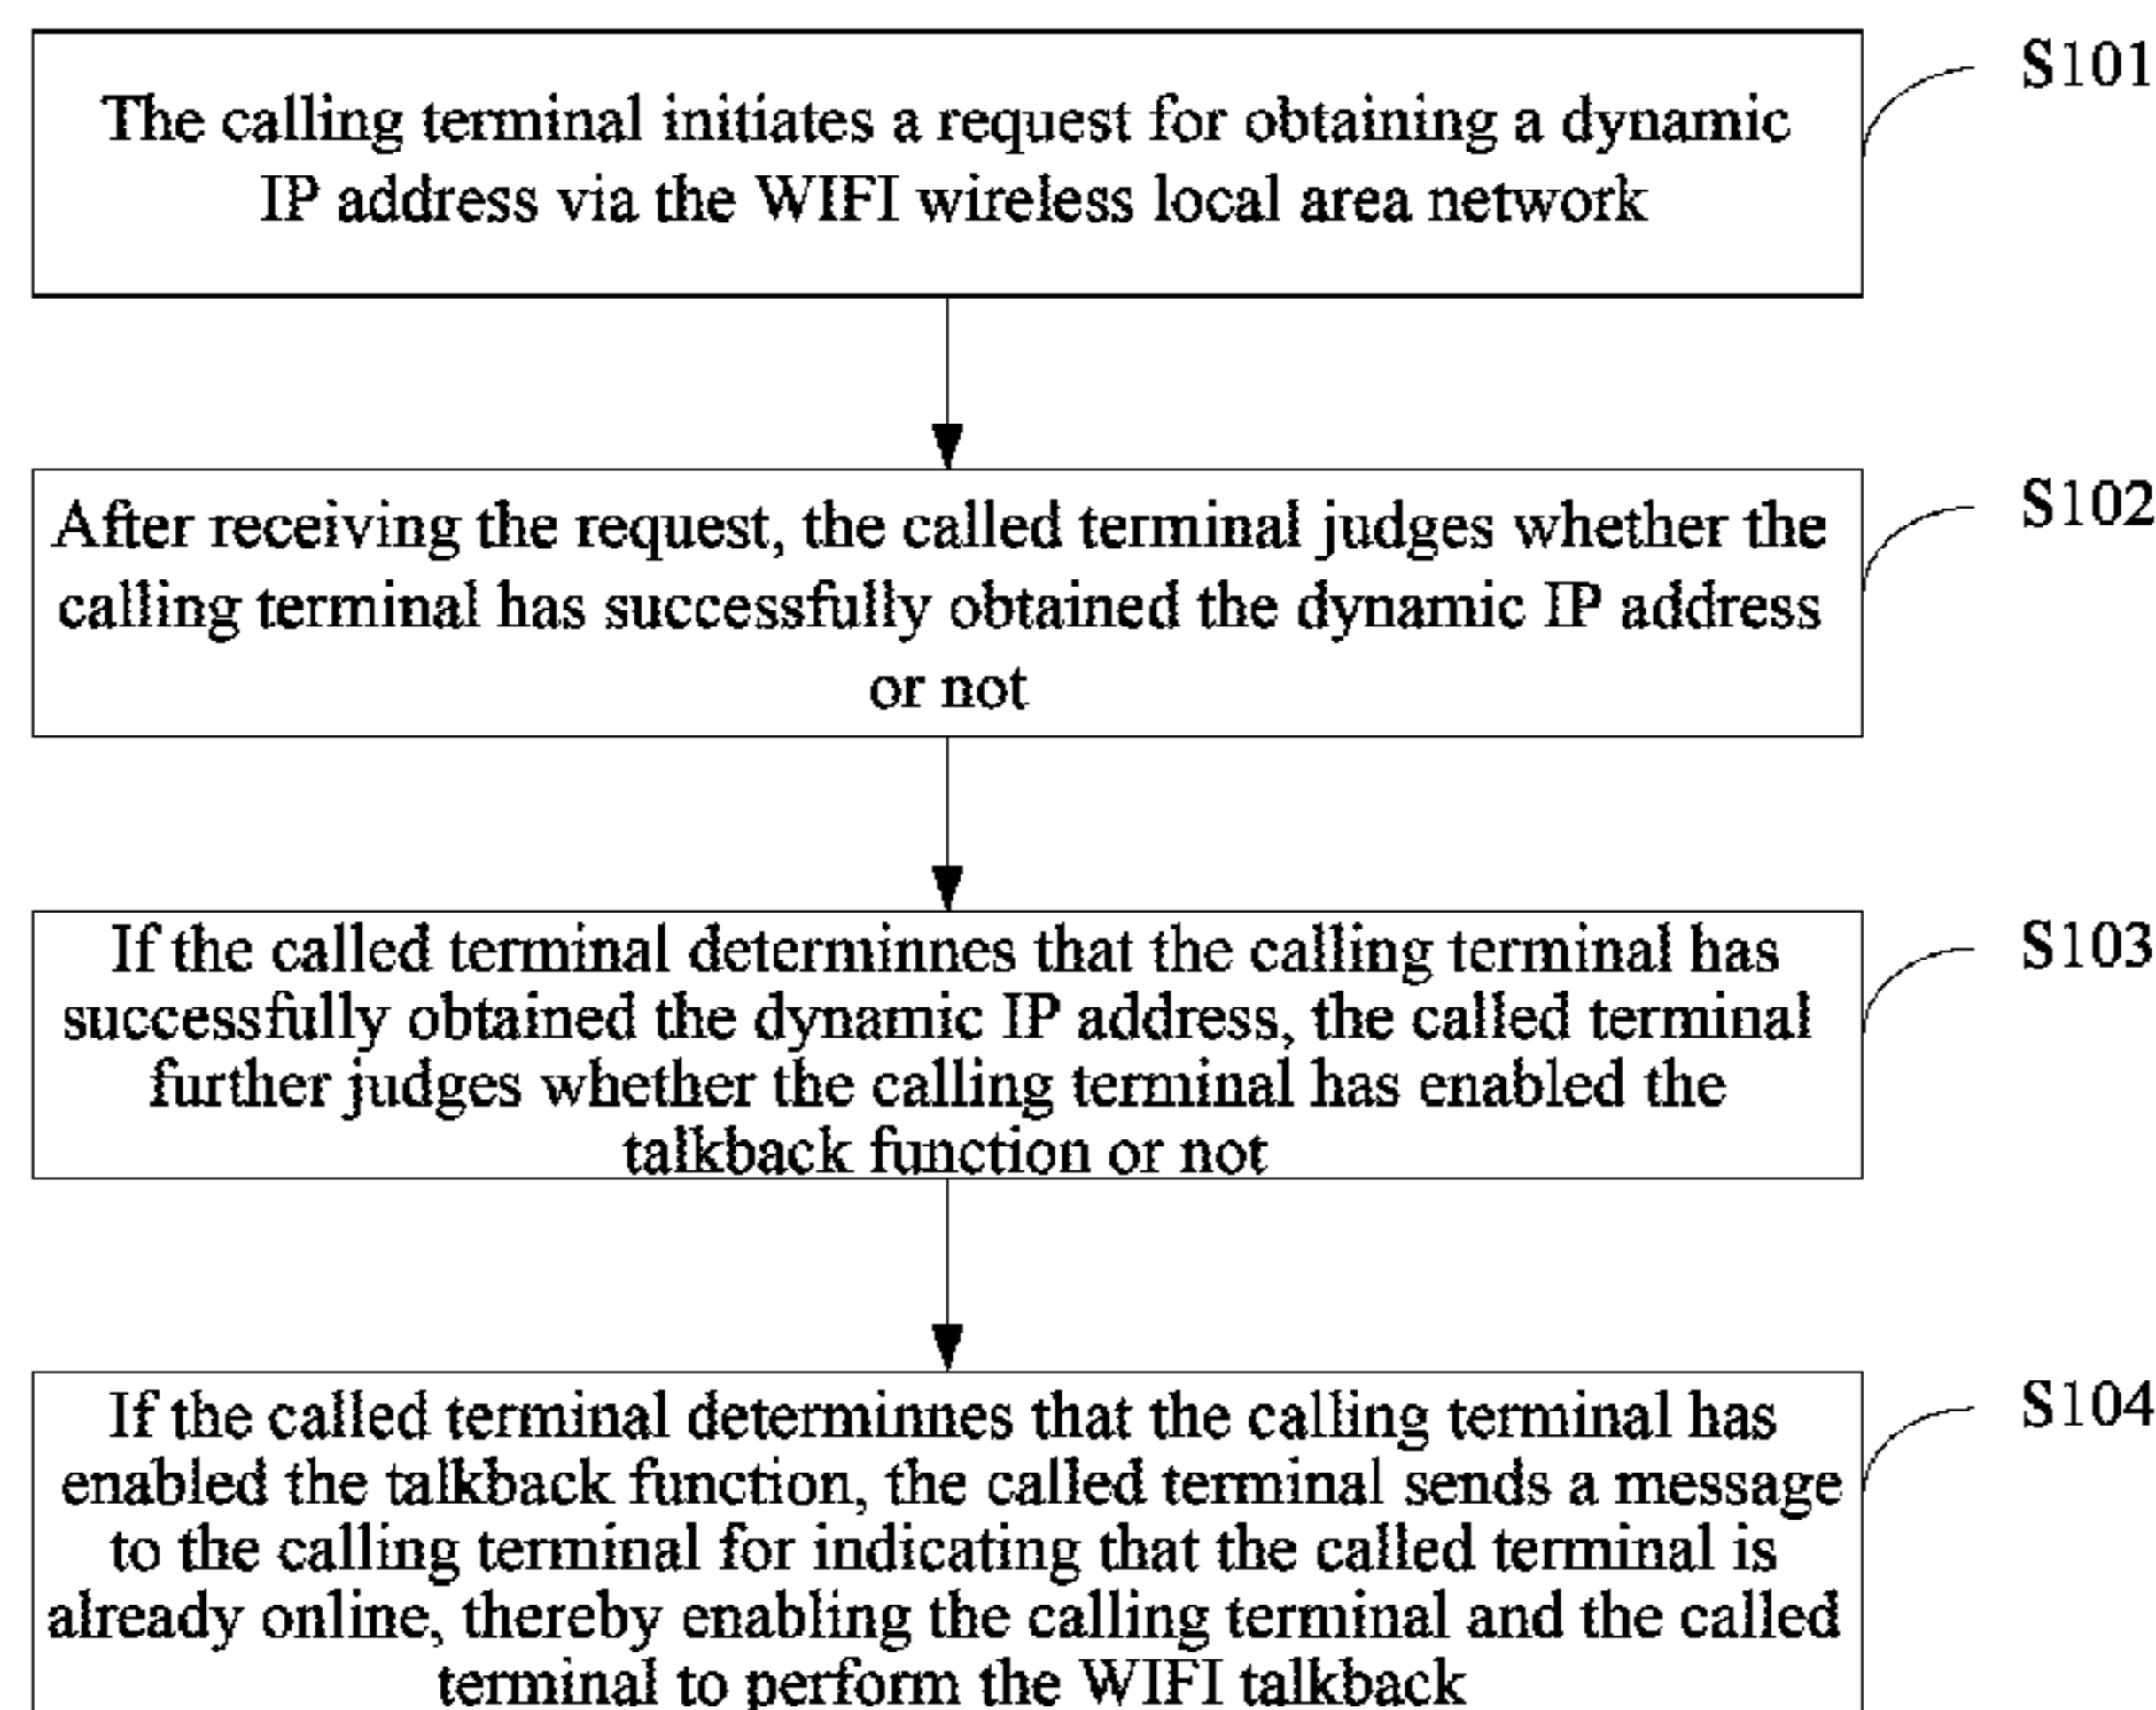 The calling terminal initiates a request for obtaining a dynamic
IP address via the WIFI wireless local area network
S101
After receiving the request, the called terminal judges whether the
calling terminal has successfully obtained the dynamic IP address
or not
S102
If the called terminal determinnes that the calling terminal has
successfully obtained the dynamic IP address, the called terminal
further judges whether the calling terminal has enabled the
talkback function or not
S103
If the called terminal determinnes that the calling terminal has
enabled the talkback function, the called terminal sends a message
to the calling terminal for indicating that the called terminal is
already online, thereby enabling the calling terminal and the called
terminal to perform the WIFI talkback
S104